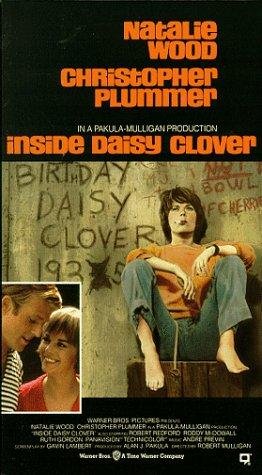 NATALIE
WOOD
CHRISTOPHER
PLUMMER
IN A PAKULA-MULLIGAN PRODUCTION
INSIDE DAISY CLOVER
BIRTHDAY
DAISY
CLOVER
1935
BOWL
CHERRO
WARNER BROS. PICTURES PRESENTS
NATALIE WOOD CHRISTOPHER PLUMMER IN A PAKULA-MULLIGAN PRODUCTION
"INSIDE DAISY CLOVER" ALSO STARRING ROBERT REDFORD RODDY McDOWALL
RUTH GORDON PANAVISION® TECHNICOLOR® MUSIC ANDRE PREVIN
SCREENPLAY BY GAVIN LAMBERT PRODUCED BY ALAN J. PAKULA DIRECTED BY ROBERT MULLIGAN
Warner Bros. A Time Warner Company